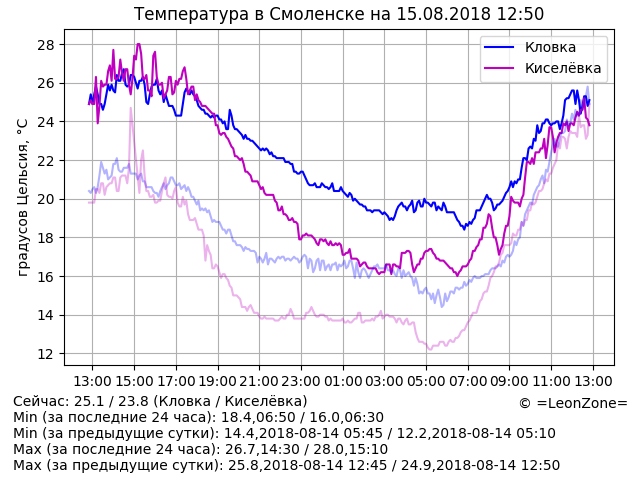 Температура в Смоленске на 15.08.2018 12:50
градусов Цельсия, °C
28
26
24
22
20
18
16
14
12
Кловка
Киселёвка
13:00 15:00 17:00 19:00 21:00 23:00 01:00 03:00 05:00 07:00 09:00 11:00 13:00
Сейчас: 25.1 / 23.8 (Кловка / Киселёвка)
© =LeonZone=
Min (за последние 24 часа): 18.4,06:50 / 16.0,06:30
Min (за предыдущие сутки): 14.4,2018-08-14 05:45 / 12.2,2018-08-14 05:10
Max (за последние 24 часа): 26.7,14:30 / 28.0,15:10
Max (за предыдущие сутки): 25.8,2018-08-14 12:45 / 24.9,2018-08-14 12:50